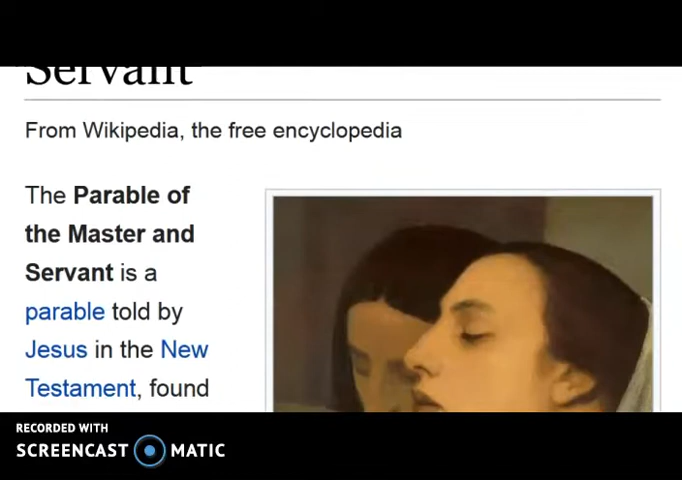 Servant
From Wikipedia, the free encyclopedia
The Parable of
the Master and
Servant is a
parable told by
Jesus in the New
Testament, found
RECORDED WITH
SCREENCAST MATIC